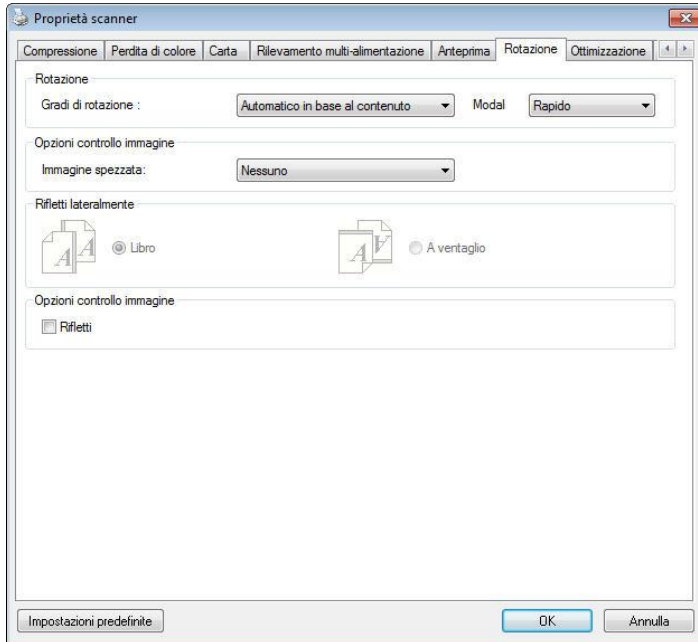 Proprietà scanner
Compressione Perdita di colore Carta Rilevamento multi-alimentazione Anteprima Rotazione Ottimizzazione
Rotazione
Gradi di rotazione : Automatico in base al contenuto Modal Rapido
Opzioni controllo immagine
Immagine spezzata: Nessuno
Rifletti lateralmente
A A Libro A A A ventaglio
Opzioni controllo immagine
Rifletti
Impostazioni predefinite OK Annulla